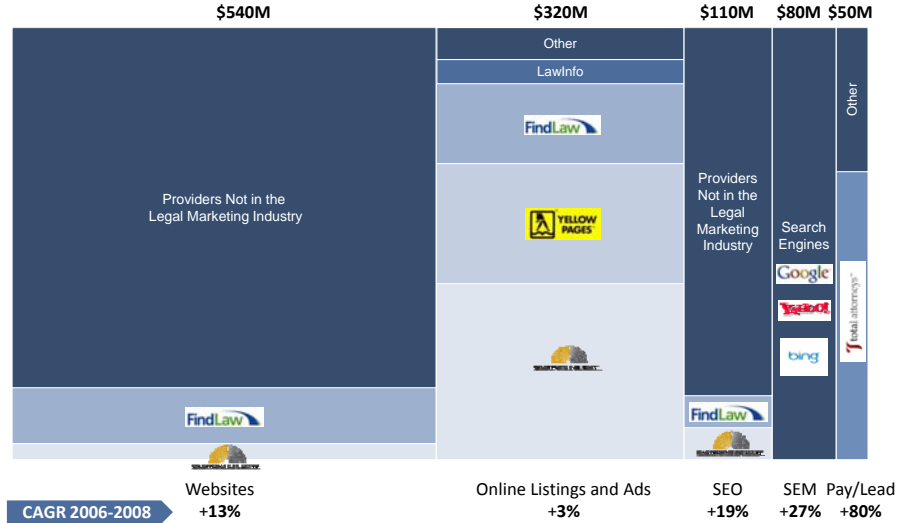 $540M
$320M
$110M
$80M
$50M
Providers Not in the
Legal Marketing Industry
FindLaw
Other
LawInfo
FindLaw
YELLOW
PAGES
Providers
Not in the
Legal
Marketing
Industry
FindLaw
Search
Engines
Google
YAHOO!
bing
Other
total attorneys
Websites
Online Listings and Ads
SEO
SEM
Pay/Lead
CAGR 2006-2008
+13%
+3%
+19%
+27%
+80%